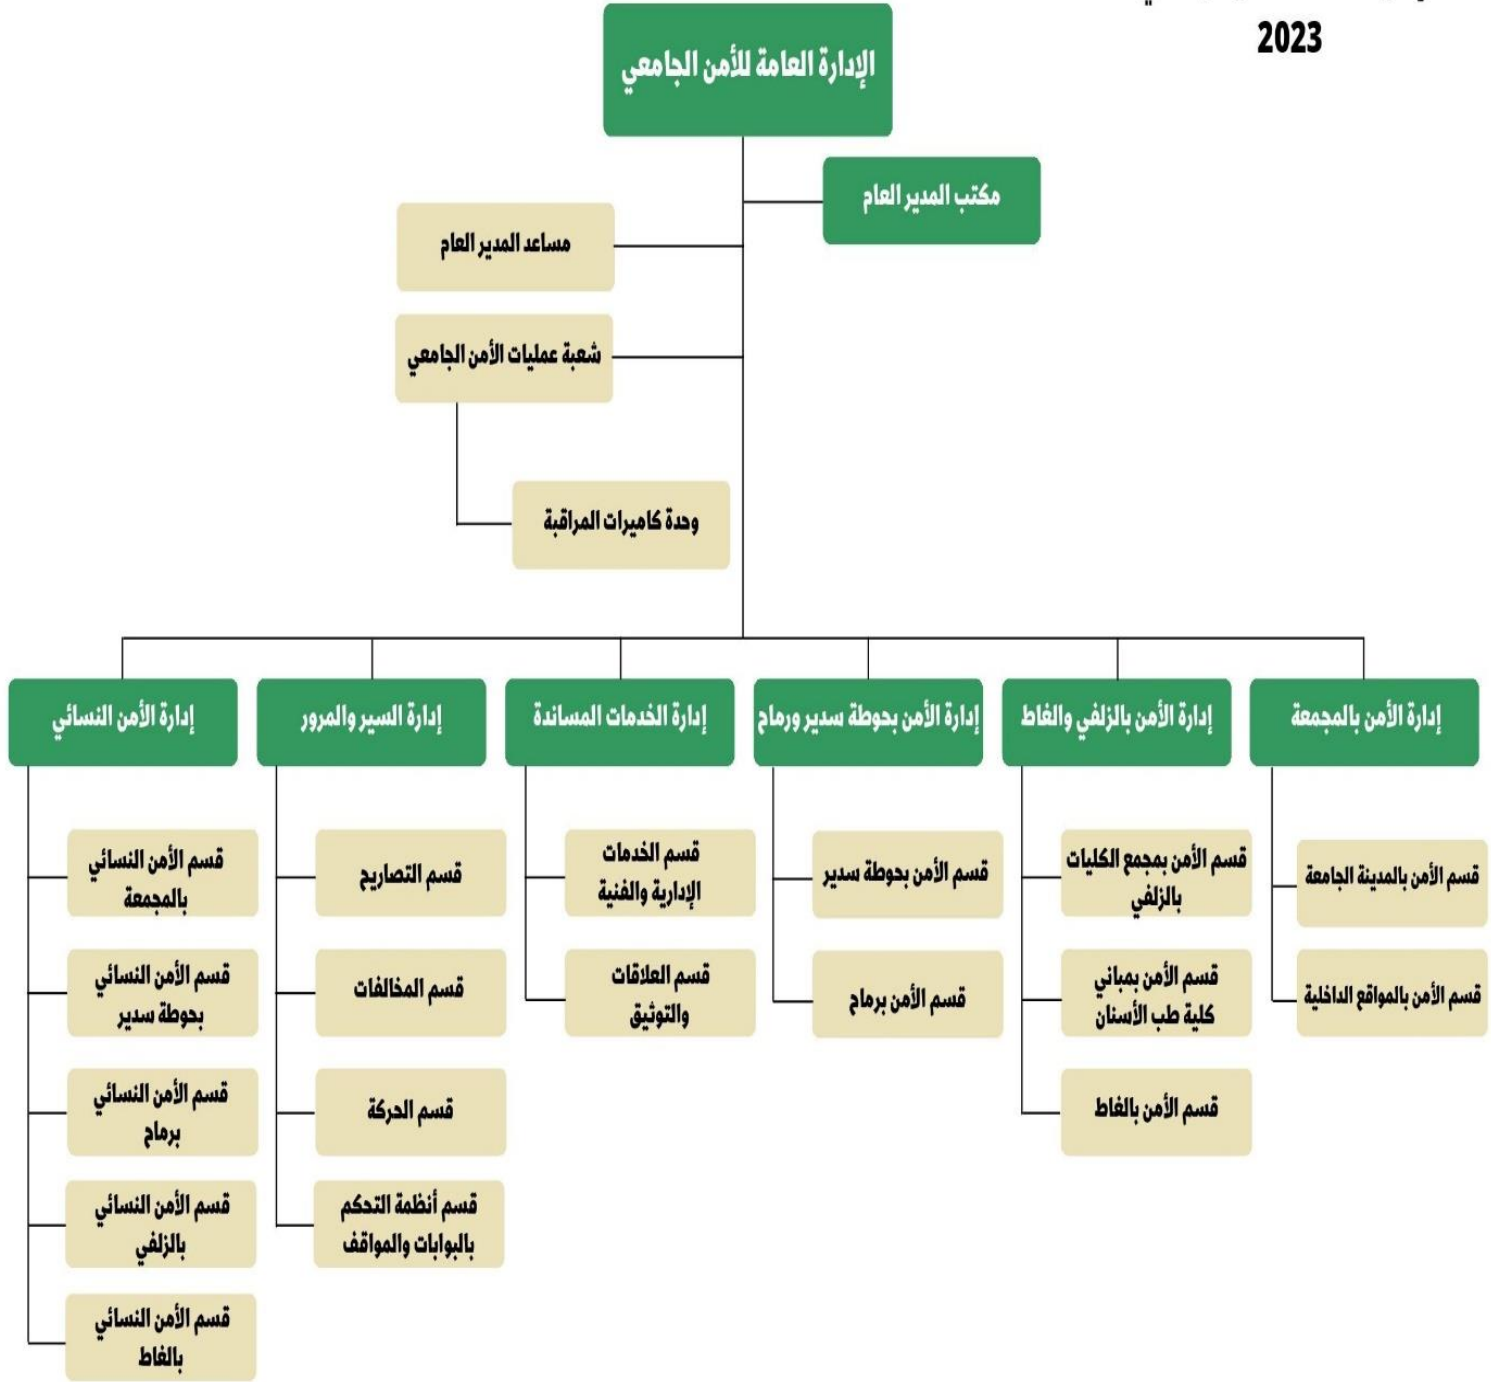 2023
الإدارة العامة للأمن الجامعي
مكتب المدير العام
مساعد المدير العام
شعبة عمليات الأمن الجامعي
وحدة كاميرات المراقبة
إدارة الأمن بالمجمعة
إدارة الأمن بالزلفي والغاط
إدارة الأمن بحوطة سدير ورماح
إدارة الخدمات المساندة
إدارة السير والمرور
إدارة الأمن النسائي
قسم الأمن بالمدينة الجامعة
قسم الأمن بالمواقع الداخلية
قسم الأمن بمجمع الكليات
بالزلفي
قسم الأمن بمباني
كلية طب الأسنان
قسم الأمن بالغاط
قسم الأمن بحوطة سدير
قسم الأمن برماح
قسم الخدمات
الإدارية والفنية
قسم العلاقات
والتوثيق
قسم التصاريح
قسم المخالفات
قسم الحركة
قسم أنظمة التحكم
بالبوابات والمواقف
قسم الأمن النسائي
بالمجمعة
قسم الأمن النسائي
بحوطة سدير
قسم الأمن النسائي
برماح
قسم الأمن النسائي
بالزلفي
قسم الأمن النسائي
بالغاط